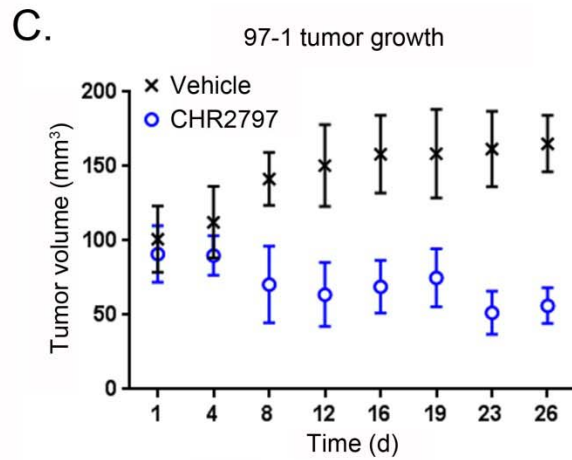 C.
97-1 tumor growth
Vehicle
CHR2797
Tumor volume (mm³)
200
150
100
50
0
1 4 8 12 16 19 23 26
Time (d)